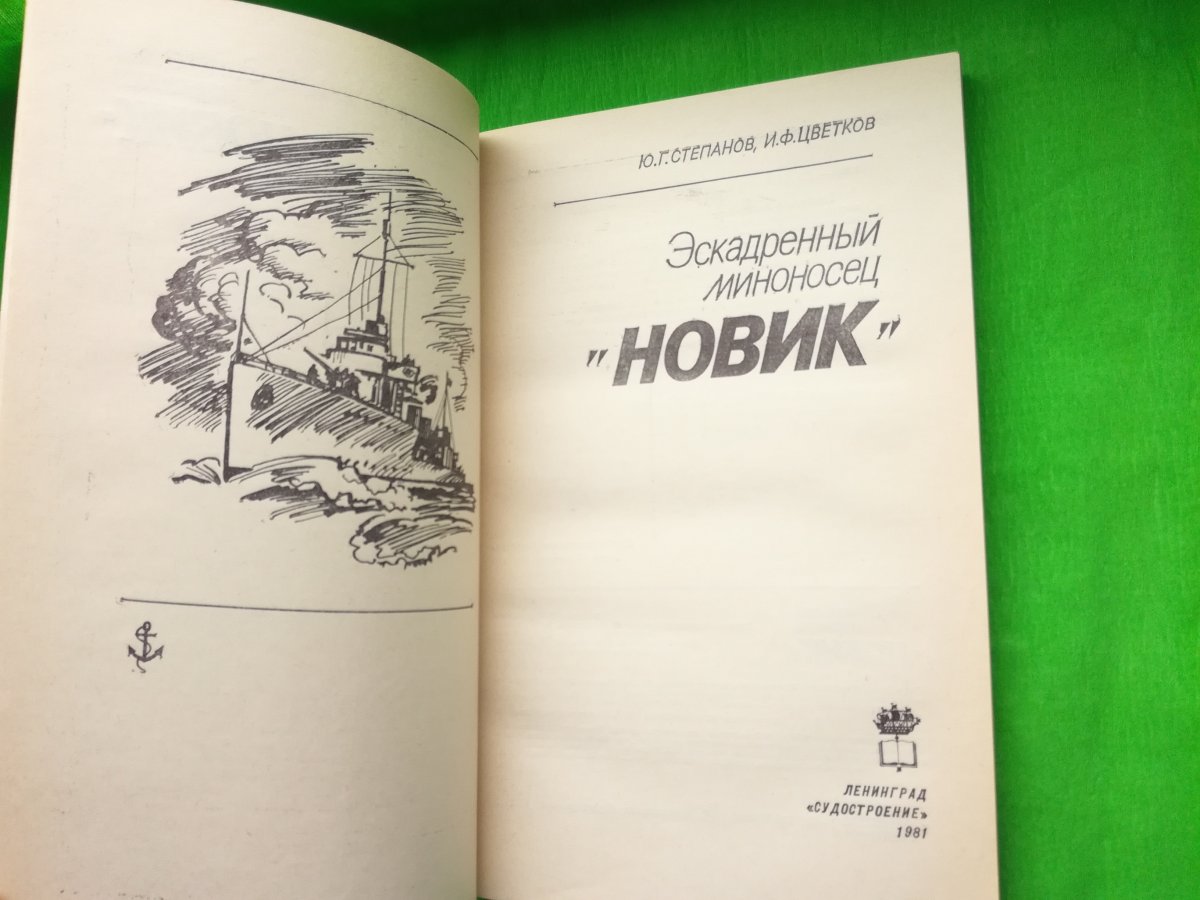 Ю.Г.СТЕПАНОВ, И.Ф.ЦВЕТКОВ
Эскадренный
миноносец
"НОВИК"
ЛЕНИНГРАД
«СУДОСТРОЕНИЕ»
1981